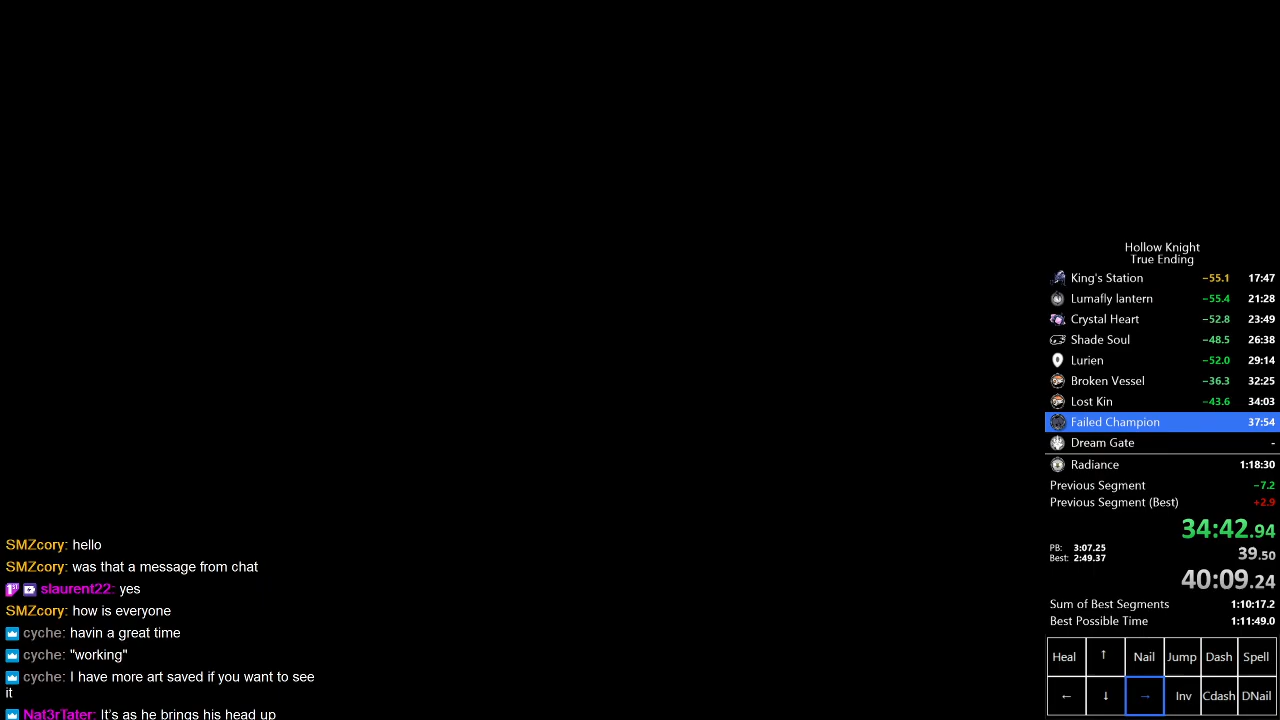 Hollow Knight
True Ending
King's Station −55.1 17:47
Lumafly lantern −55.4 21:28
Crystal Heart −52.8 23:49
Shade Soul −48.5 26:38
Lurien −52.0 29:14
Broken Vessel −36.3 32:25
Lost Kin −43.6 34:03
Failed Champion 37:54
Dream Gate -
Radiance 1:18:30
Previous Segment −7.2
Previous Segment (Best) +2.9
34:42.94
PB: 3:07.25
Best: 2:49.37
39.50
40:09.24
Sum of Best Segments 1:10:17.2
Best Possible Time 1:11:49.0
Heal ↑ Nail Jump Dash Spell
← ↓ → Inv Cdash DNail
SMZcory: hello
SMZcory: was that a message from chat
1ST slaurent22: yes
SMZcory: how is everyone
cyche: havin a great time
cyche: "working"
cyche: I have more art saved if you want to see
it
Nat3rTater: It's as he brings his head up